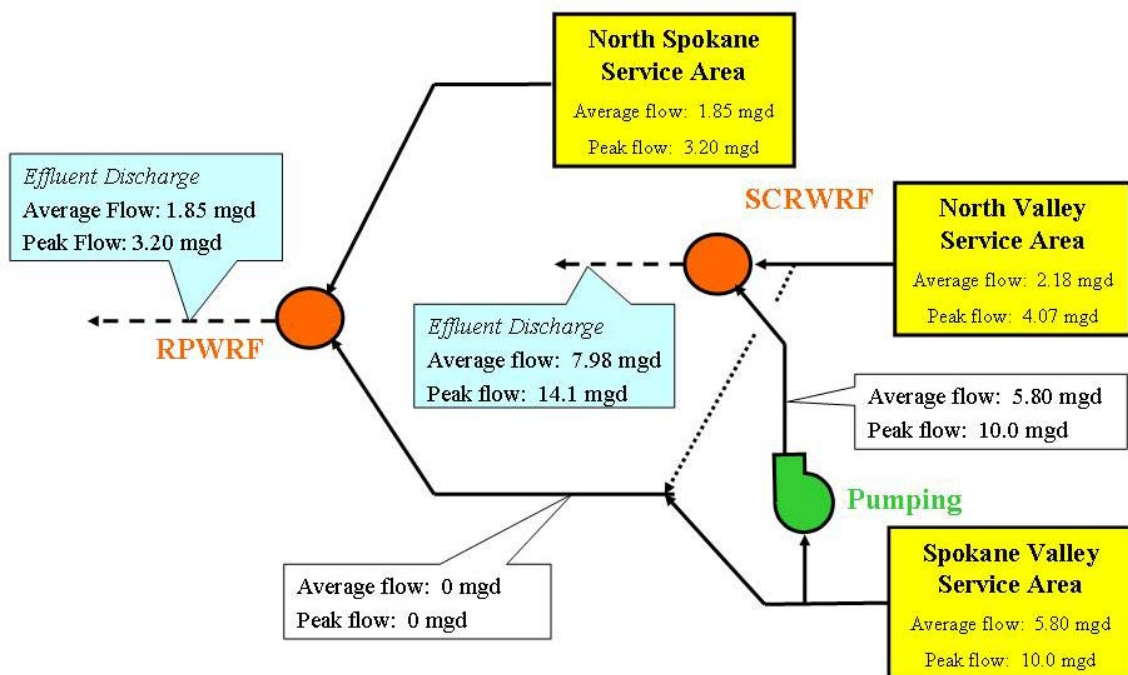 North Spokane
Service Area
Average flow: 1.85 mgd
Peak flow: 3.20 mgd
Effluent Discharge
Average Flow: 1.85 mgd
Peak Flow: 3.20 mgd
SCRWRF
North Valley
Service Area
Average flow: 2.18 mgd
Peak flow: 4.07 mgd
RPWRF
Effluent Discharge
Average flow: 7.98 mgd
Peak flow: 14.1 mgd
Average flow: 5.80 mgd
Peak flow: 10.0 mgd
Pumping
Average flow: 0 mgd
Peak flow: 0 mgd
Spokane Valley
Service Area
Average flow: 5.80 mgd
Peak flow: 10.0 mgd